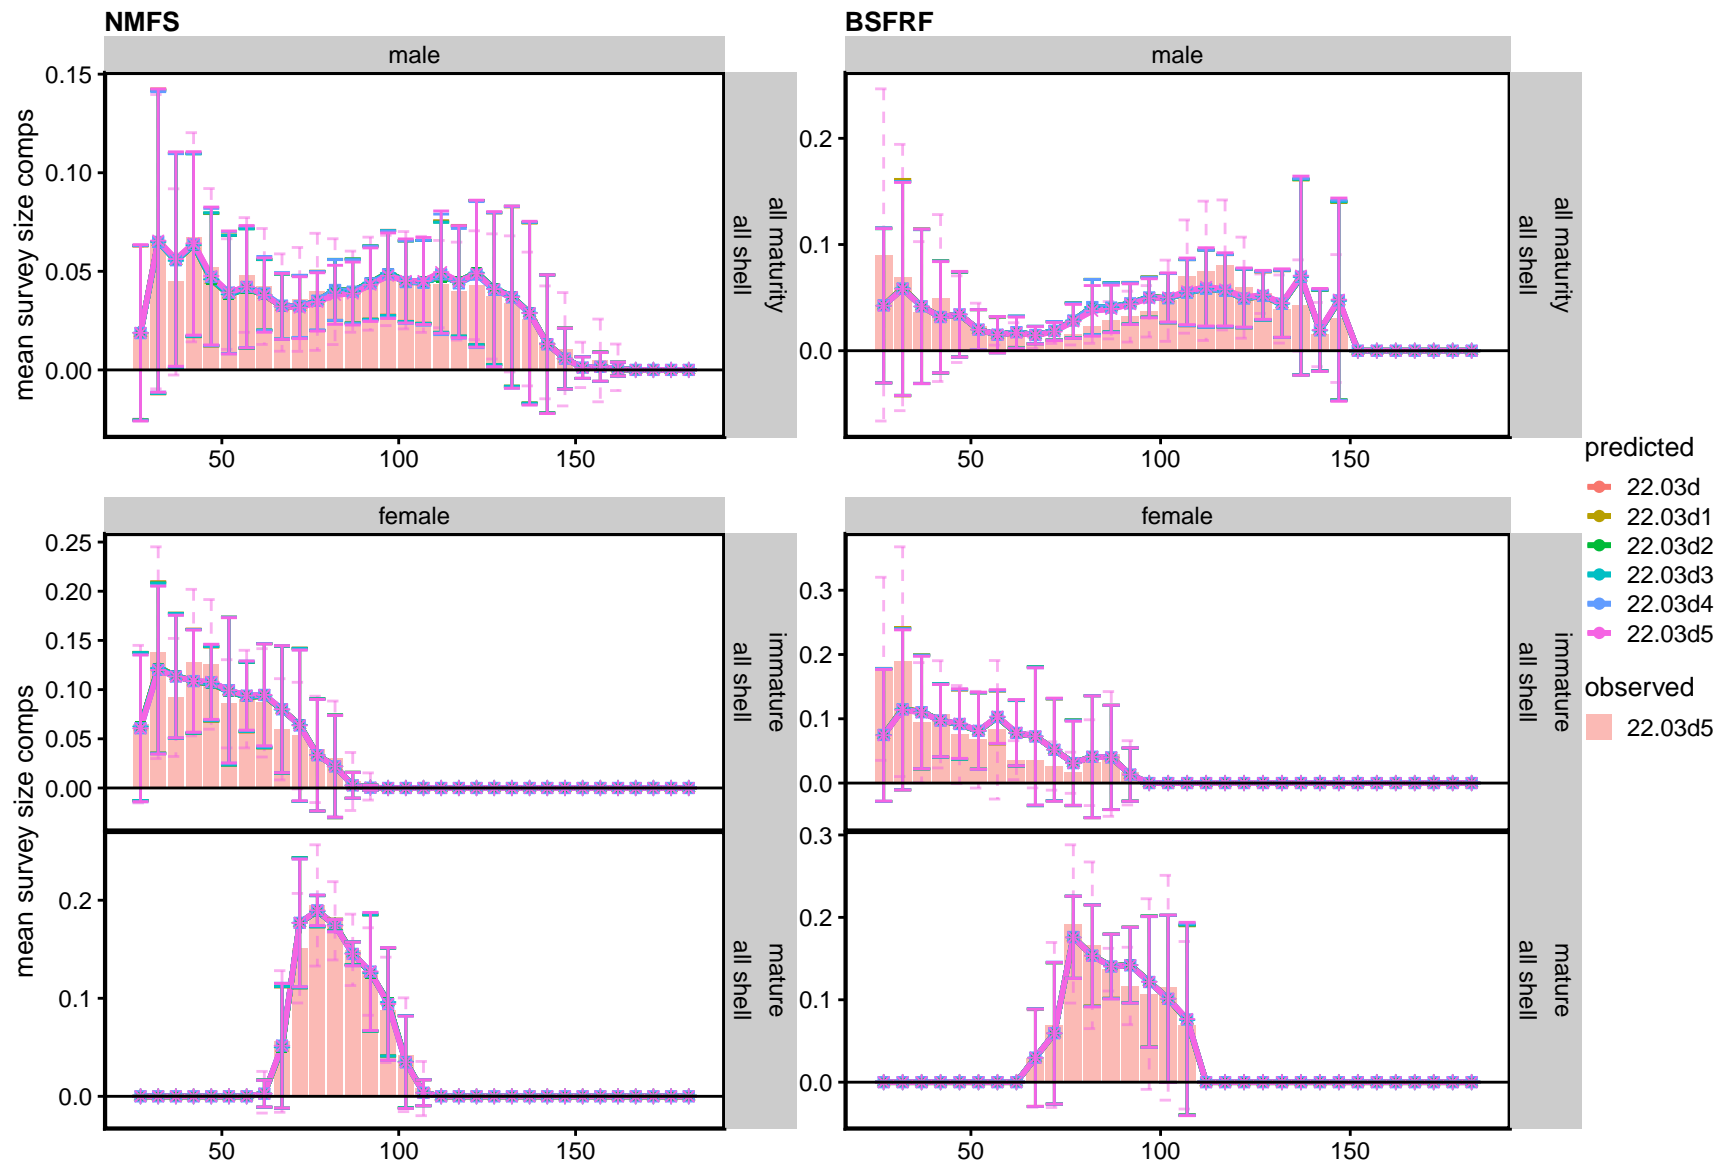 NMFS
BSFRF
male
male
mean survey size comps
0.15
0.10
0.05
0.00
all maturity
all shell
50
100
150
0.2
0.1
0.0
all maturity
all shell
50
100
150
female
female
mean survey size comps
0.25
0.20
0.15
0.10
0.05
0.00
immature
all shell
0.3
0.2
0.1
0.0
immature
all shell
mean survey size comps
0.2
0.1
0.0
mature
all shell
50
100
150
0.3
0.2
0.1
0.0
mature
all shell
50
100
150
predicted
22.03d
22.03d1
22.03d2
22.03d3
22.03d4
22.03d5
observed
22.03d5